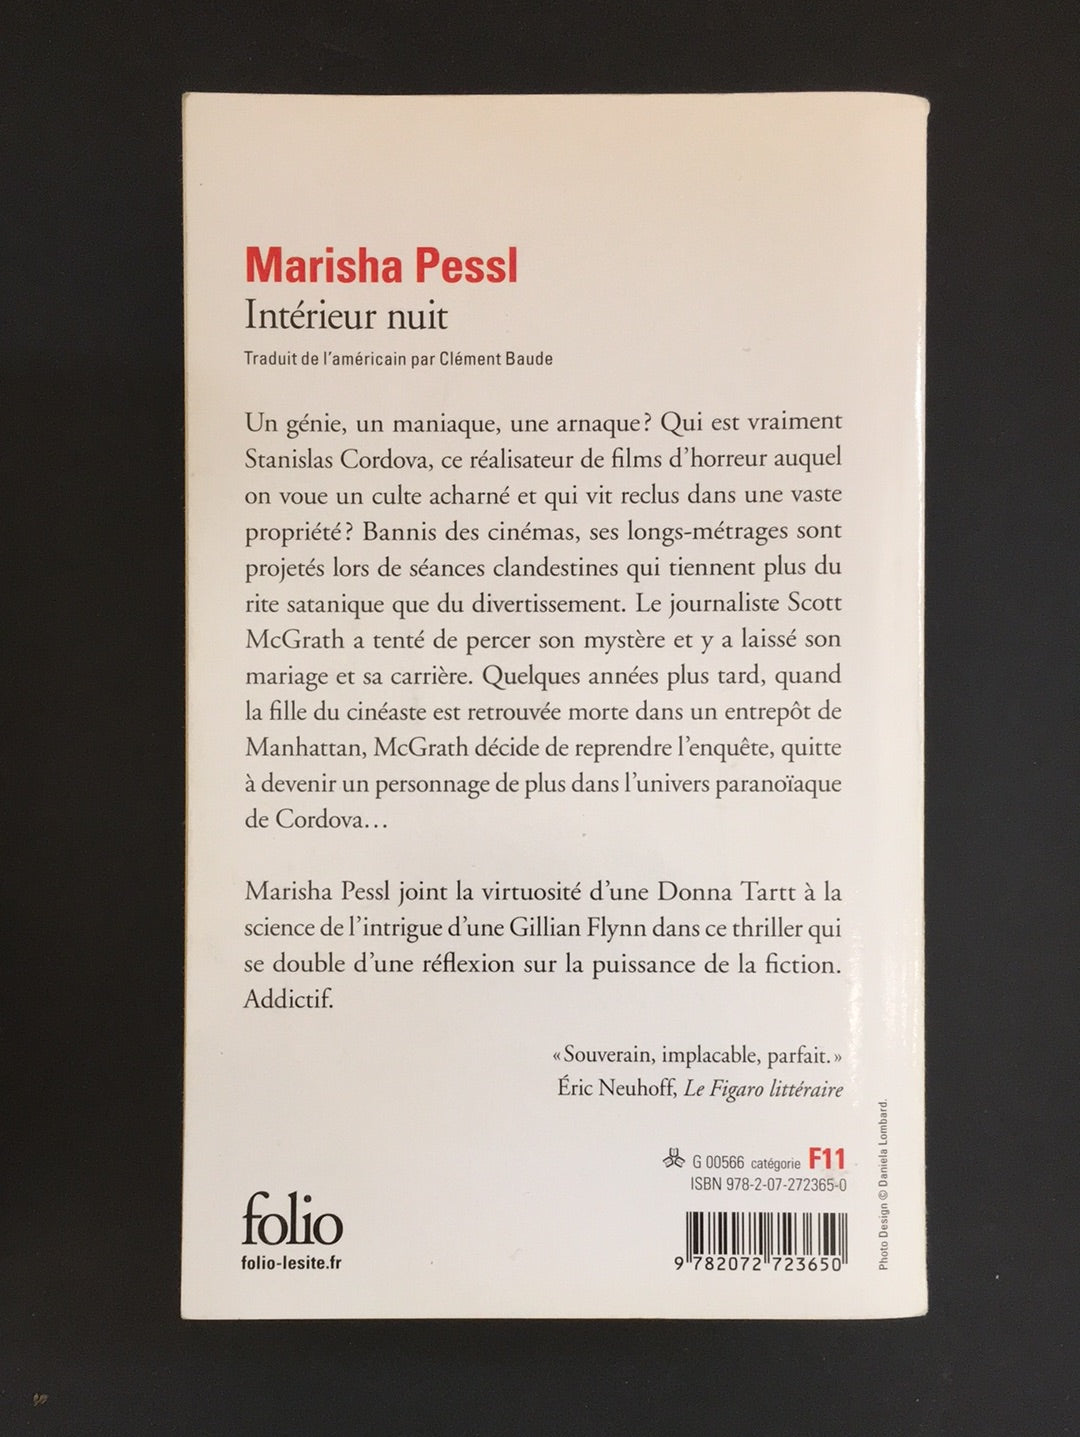 Marisha Pessl
Intérieur nuit
Traduit de l'américain par Clément Baude
Un génie, un maniaque, une arnaque ? Qui est vraiment
Stanislas Cordova, ce réalisateur de films d'horreur auquel
on voue un culte acharné et qui vit reclus dans une vaste
propriété ? Bannis des cinémas, ses longs-métrages sont
projetés lors de séances clandestines qui tiennent plus du
rite satanique que du divertissement. Le journaliste Scott
McGrath a tenté de percer son mystère et y a laissé son
mariage et sa carrière. Quelques années plus tard, quand
la fille du cinéaste est retrouvée morte dans un entrepôt de
Manhattan, McGrath décide de reprendre l'enquête, quitte
à devenir un personnage de plus dans l'univers paranoïaque
de Cordova…
Marisha Pessl joint la virtuosité d'une Donna Tartt à la
science de l'intrigue d'une Gillian Flynn dans ce thriller qui
se double d'une réflexion sur la puissance de la fiction.
Addictif.
« Souverain, implacable, parfait. »
Éric Neuhoff, Le Figaro littéraire
G 00566 catégorie F11
ISBN 978-2-07-272365-0
9 782072 723650
folio
folio-lesite.fr
Photo Design © Daniela Lombard.